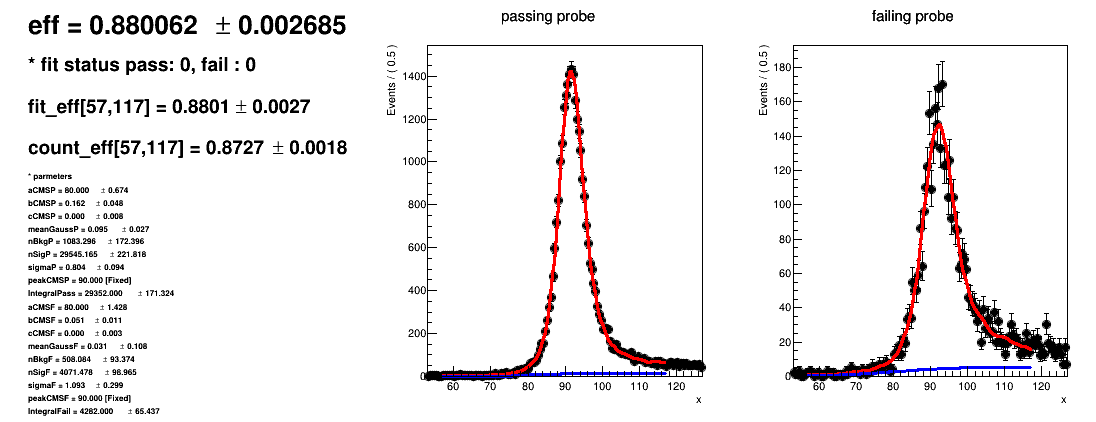 eff = 0.880062 ± 0.002685
* fit status pass: 0, fail : 0
fit_eff[57,117] = 0.8801 ± 0.0027
count_eff[57,117] = 0.8727 ± 0.0018
* parmeters
aCMSP = 80.000 ± 0.674
bCMSP = 0.162 ± 0.048
cCMSP = 0.000 ± 0.008
meanGaussP = 0.095 ± 0.027
nBkgP = 1083.296 ± 172.396
nSigP = 29545.165 ± 221.818
sigmaP = 0.804 ± 0.094
peakCMSP = 90.000 [Fixed]
IntegralPass = 29352.000 ± 171.324
aCMSF = 80.000 ± 1.428
bCMSF = 0.051 ± 0.011
cCMSF = 0.000 ± 0.003
meanGaussF = 0.031 ± 0.108
nBkgF = 508.084 ± 93.374
nSigF = 4071.478 ± 98.965
sigmaF = 1.093 ± 0.299
peakCMSF = 90.000 [Fixed]
IntegralFail = 4282.000 ± 65.437
passing probe
Events / ( 0.5 )
1400
1200
1000
800
600
400
200
0
60 70 80 90 100 110 120
x
failing probe
Events / ( 0.5 )
180
160
140
120
100
80
60
40
20
0
60 70 80 90 100 110 120
x